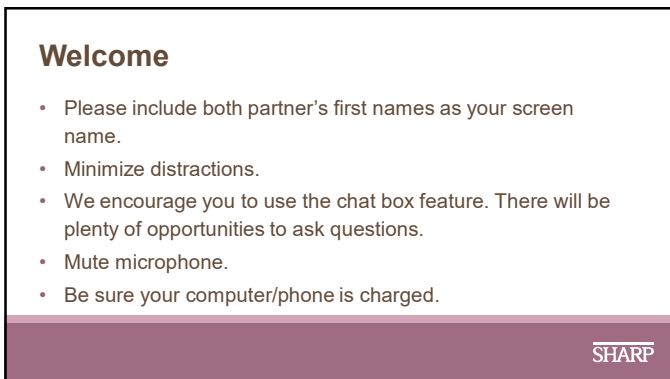 Welcome
• Please include both partner's first names as your screen
name.
• Minimize distractions.
• We encourage you to use the chat box feature. There will be
plenty of opportunities to ask questions.
• Mute microphone.
• Be sure your computer/phone is charged.
SHARP